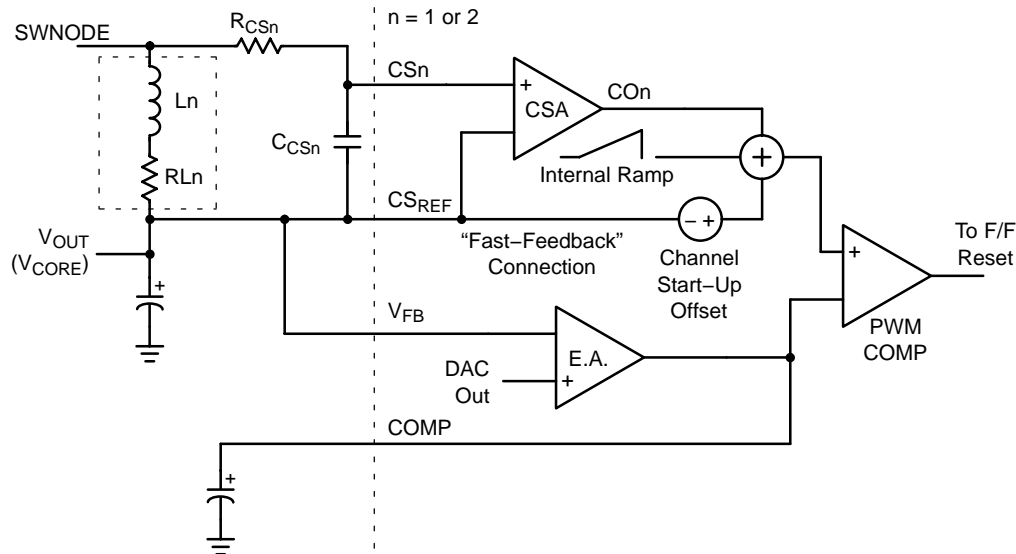 n = 1 or 2
SWNODE
RCSn
CSn
COn
+
CSA
Ln
CCSn
+
Internal Ramp
RLn
CSREF
− +
"Fast−Feedback"
Connection
Channel
Start−Up
Offset
VOUT
(VCORE)
+
To F/F
Reset
+
PWM
COMP
VFB
E.A.
DAC
Out
+
COMP
+